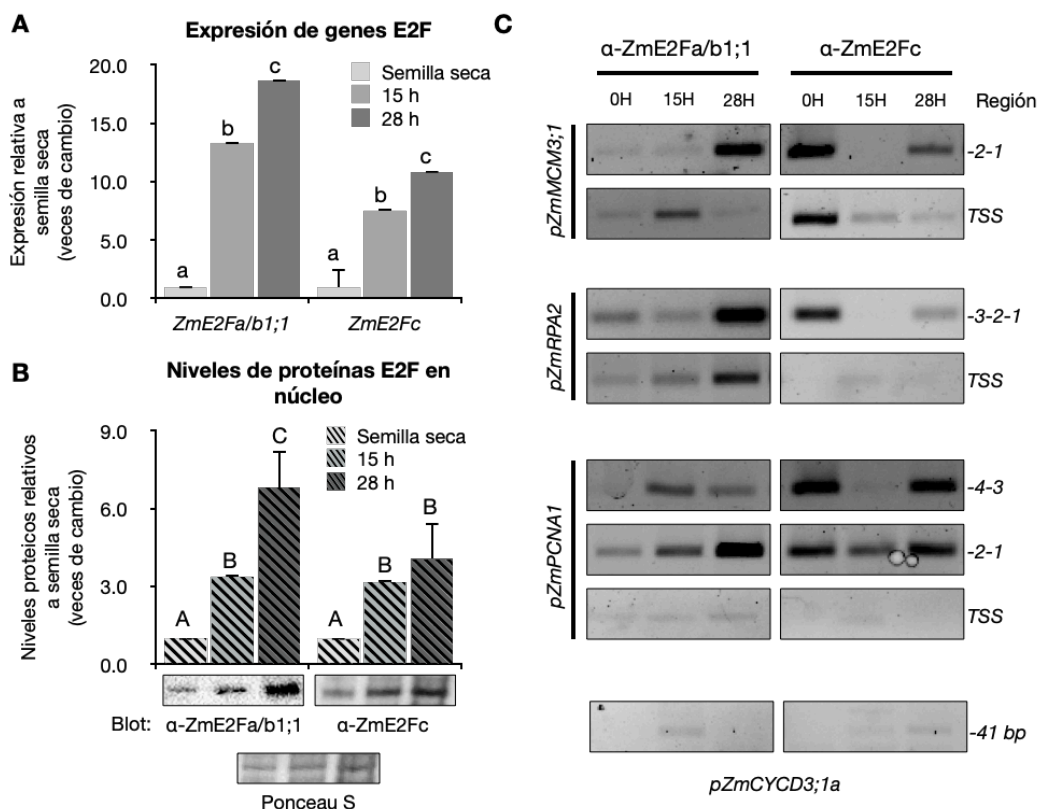 A
Expresión de genes E2F
Expresión relativa a
semilla seca
(veces de cambio)
20.0
15.0
10.0
5.0
0.0
Semilla seca
15 h
28 h
a
b
c
a
b
c
ZmE2Fa/b1;1
ZmE2Fc
B
Niveles de proteínas E2F en
núcleo
Niveles proteicos relativos
a semilla seca
(veces de cambio)
9.0
6.0
3.0
0.0
Semilla seca
15 h
28 h
A
B
C
A
B
B
Blot: α-ZmE2Fa/b1;1 α-ZmE2Fc
Ponceau S
C
α-ZmE2Fa/b1;1 α-ZmE2Fc
0H 15H 28H 0H 15H 28H Región
pZmMCM3;1
-2-1
TSS
pZmRPA2
-3-2-1
TSS
pZmPCNA1
-4-3
-2-1
TSS
-41 bp
pZmCYCD3;1a